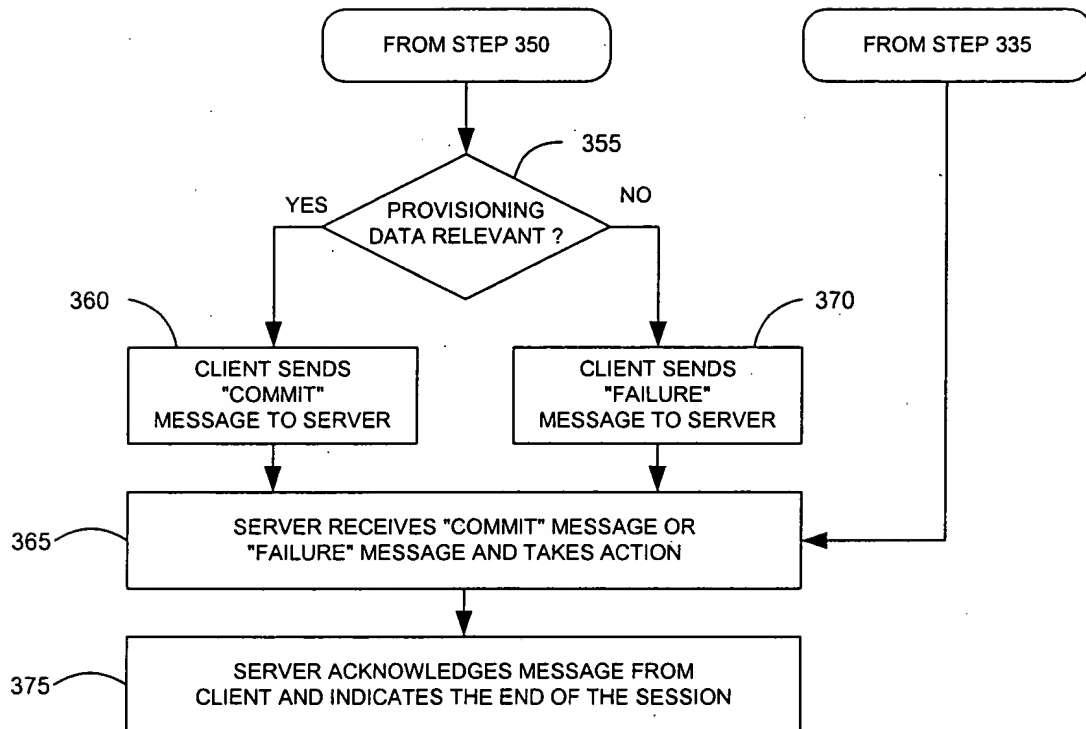 FROM STEP 350
FROM STEP 335
355
YES
PROVISIONING
DATA RELEVANT ?
NO
360
370
CLIENT SENDS
"COMMIT"
MESSAGE TO SERVER
CLIENT SENDS
"FAILURE"
MESSAGE TO SERVER
365
SERVER RECEIVES "COMMIT" MESSAGE OR
"FAILURE" MESSAGE AND TAKES ACTION
375
SERVER ACKNOWLEDGES MESSAGE FROM
CLIENT AND INDICATES THE END OF THE SESSION